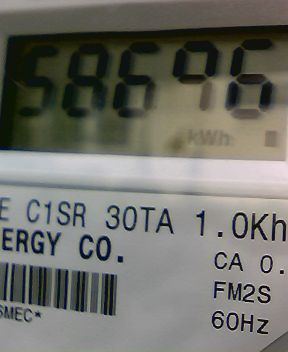 58696
kWh
E C1SR 30TA 1.0Kh
ERGY CO.
CA 0.
FM2S
SMEC*
60Hz